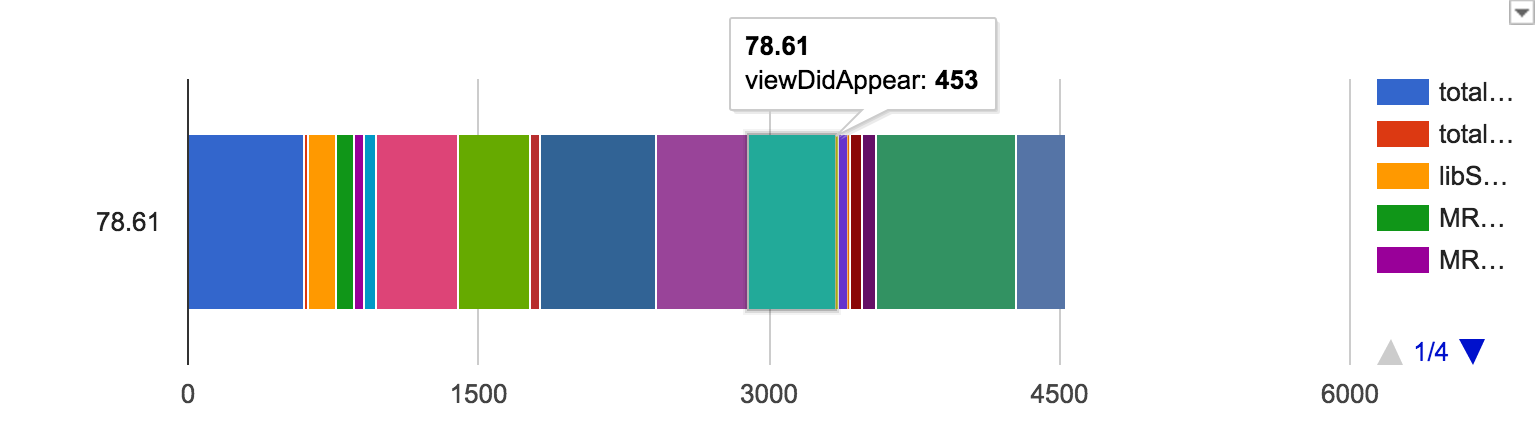 78.61
viewDidAppear: 453
total…
total…
libS…
MR…
MR…
78.61
1/4
0 1500 3000 4500 6000